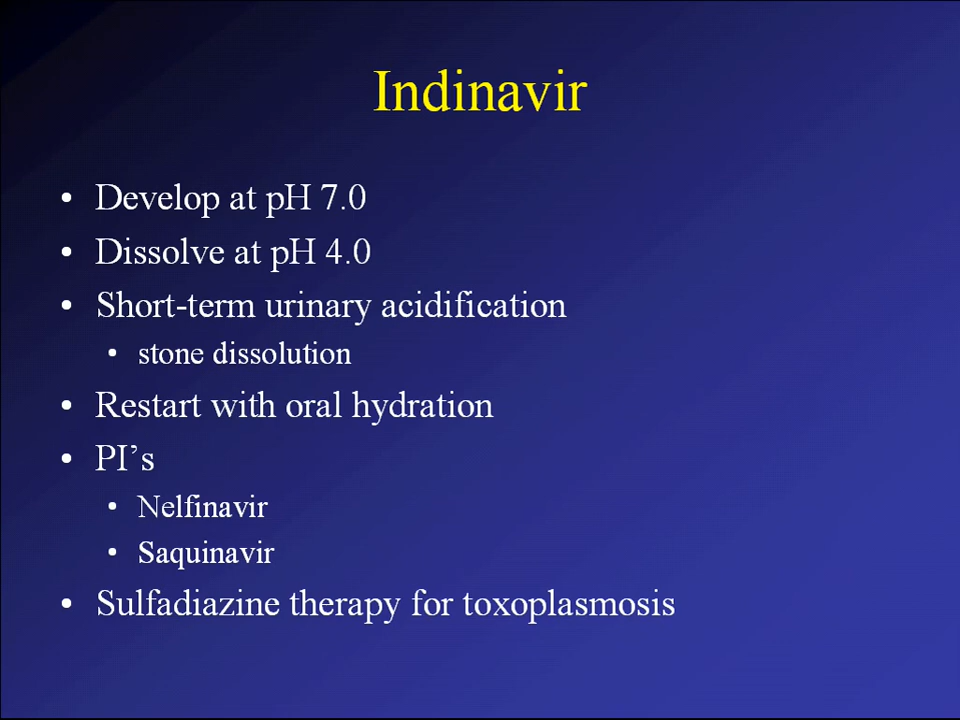 Indinavir
• Develop at pH 7.0
• Dissolve at pH 4.0
• Short-term urinary acidification
• stone dissolution
• Restart with oral hydration
• PI’s
• Nelfinavir
• Saquinavir
• Sulfadiazine therapy for toxoplasmosis